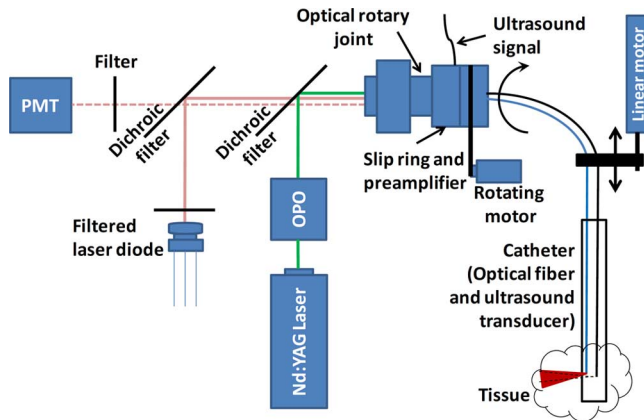 Optical rotary
joint
Ultrasound
signal
Linear motor
Filter
PMT
Dichroic
filter
Dichroic
filter
Slip ring and
preamplifier
Rotating
motor
Filtered
laser diode
OPO
Nd:YAG Laser
Catheter
(Optical fiber
and ultrasound
transducer)
Tissue